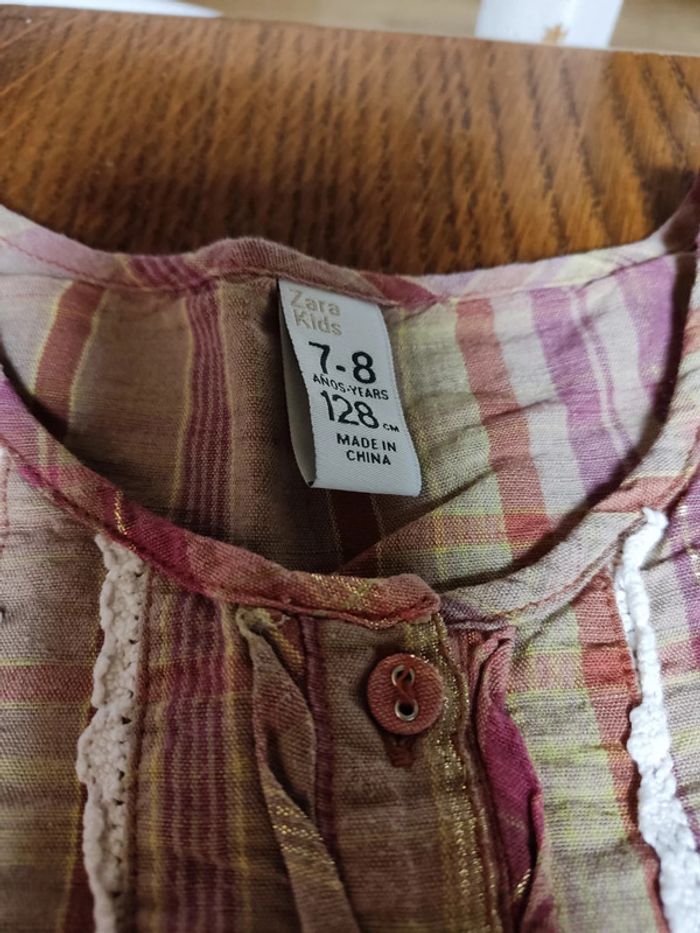 Zara
Kids
7-8
AÑOS-YEARS
128 CM
MADE IN
CHINA